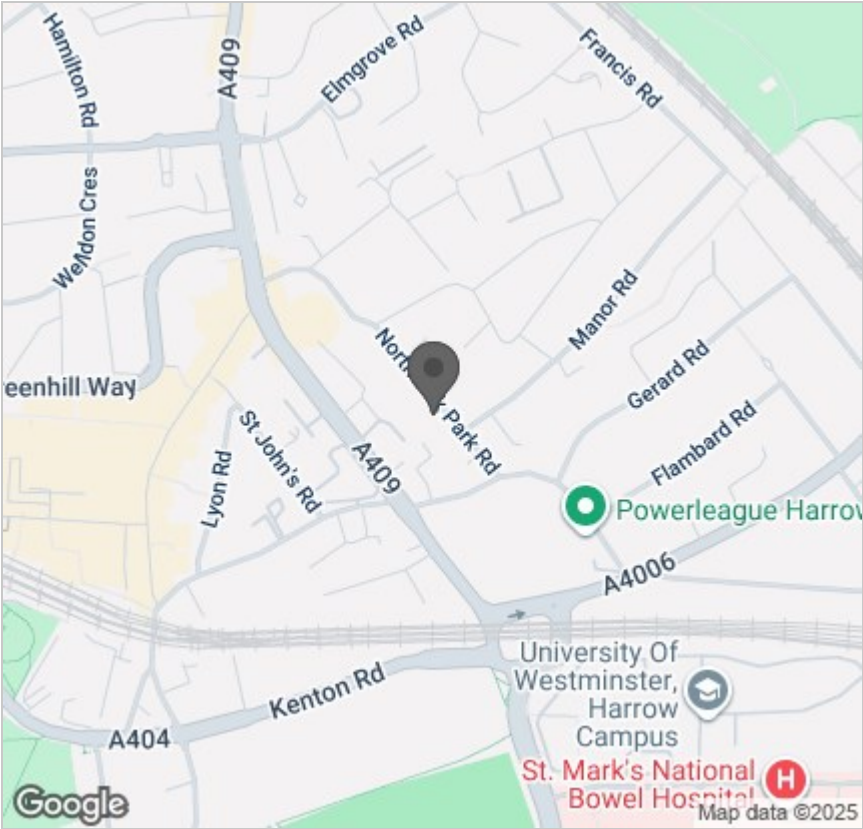 Hamilton Rd
A409
Elmgrove Rd
Francis Rd
Weldon Cres
Manor Rd
Gerard Rd
Flambard Rd
reenhill Way
Park Rd
St John's Rd
Lyon Rd
A409
Powerleague Harrow
A4006
University Of
Westminster,
Harrow
Campus
Kenton Rd
A404
St. Mark's National
Bowel Hospital
Google
Map data ©2025